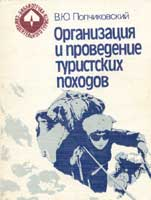 В.Ю. Попчиковский
Организация
и проведение
туристских
походов